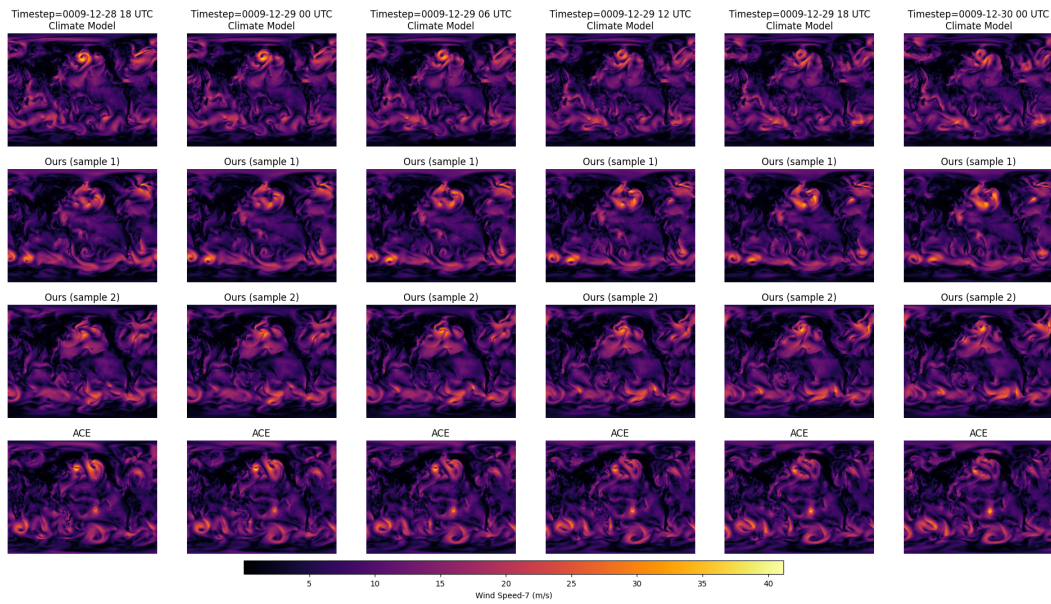 Timestep=0009-12-28 18 UTC Timestep=0009-12-29 00 UTC Timestep=0009-12-29 06 UTC Timestep=0009-12-29 12 UTC Timestep=0009-12-29 18 UTC Timestep=0009-12-30 00 UTC
Climate Model Climate Model Climate Model Climate Model Climate Model Climate Model
Ours (sample 1) Ours (sample 1) Ours (sample 1) Ours (sample 1) Ours (sample 1) Ours (sample 1)
Ours (sample 2) Ours (sample 2) Ours (sample 2) Ours (sample 2) Ours (sample 2) Ours (sample 2)
ACE ACE ACE ACE ACE ACE
5 10 15 20 25 30 35 40
Wind Speed-7 (m/s)